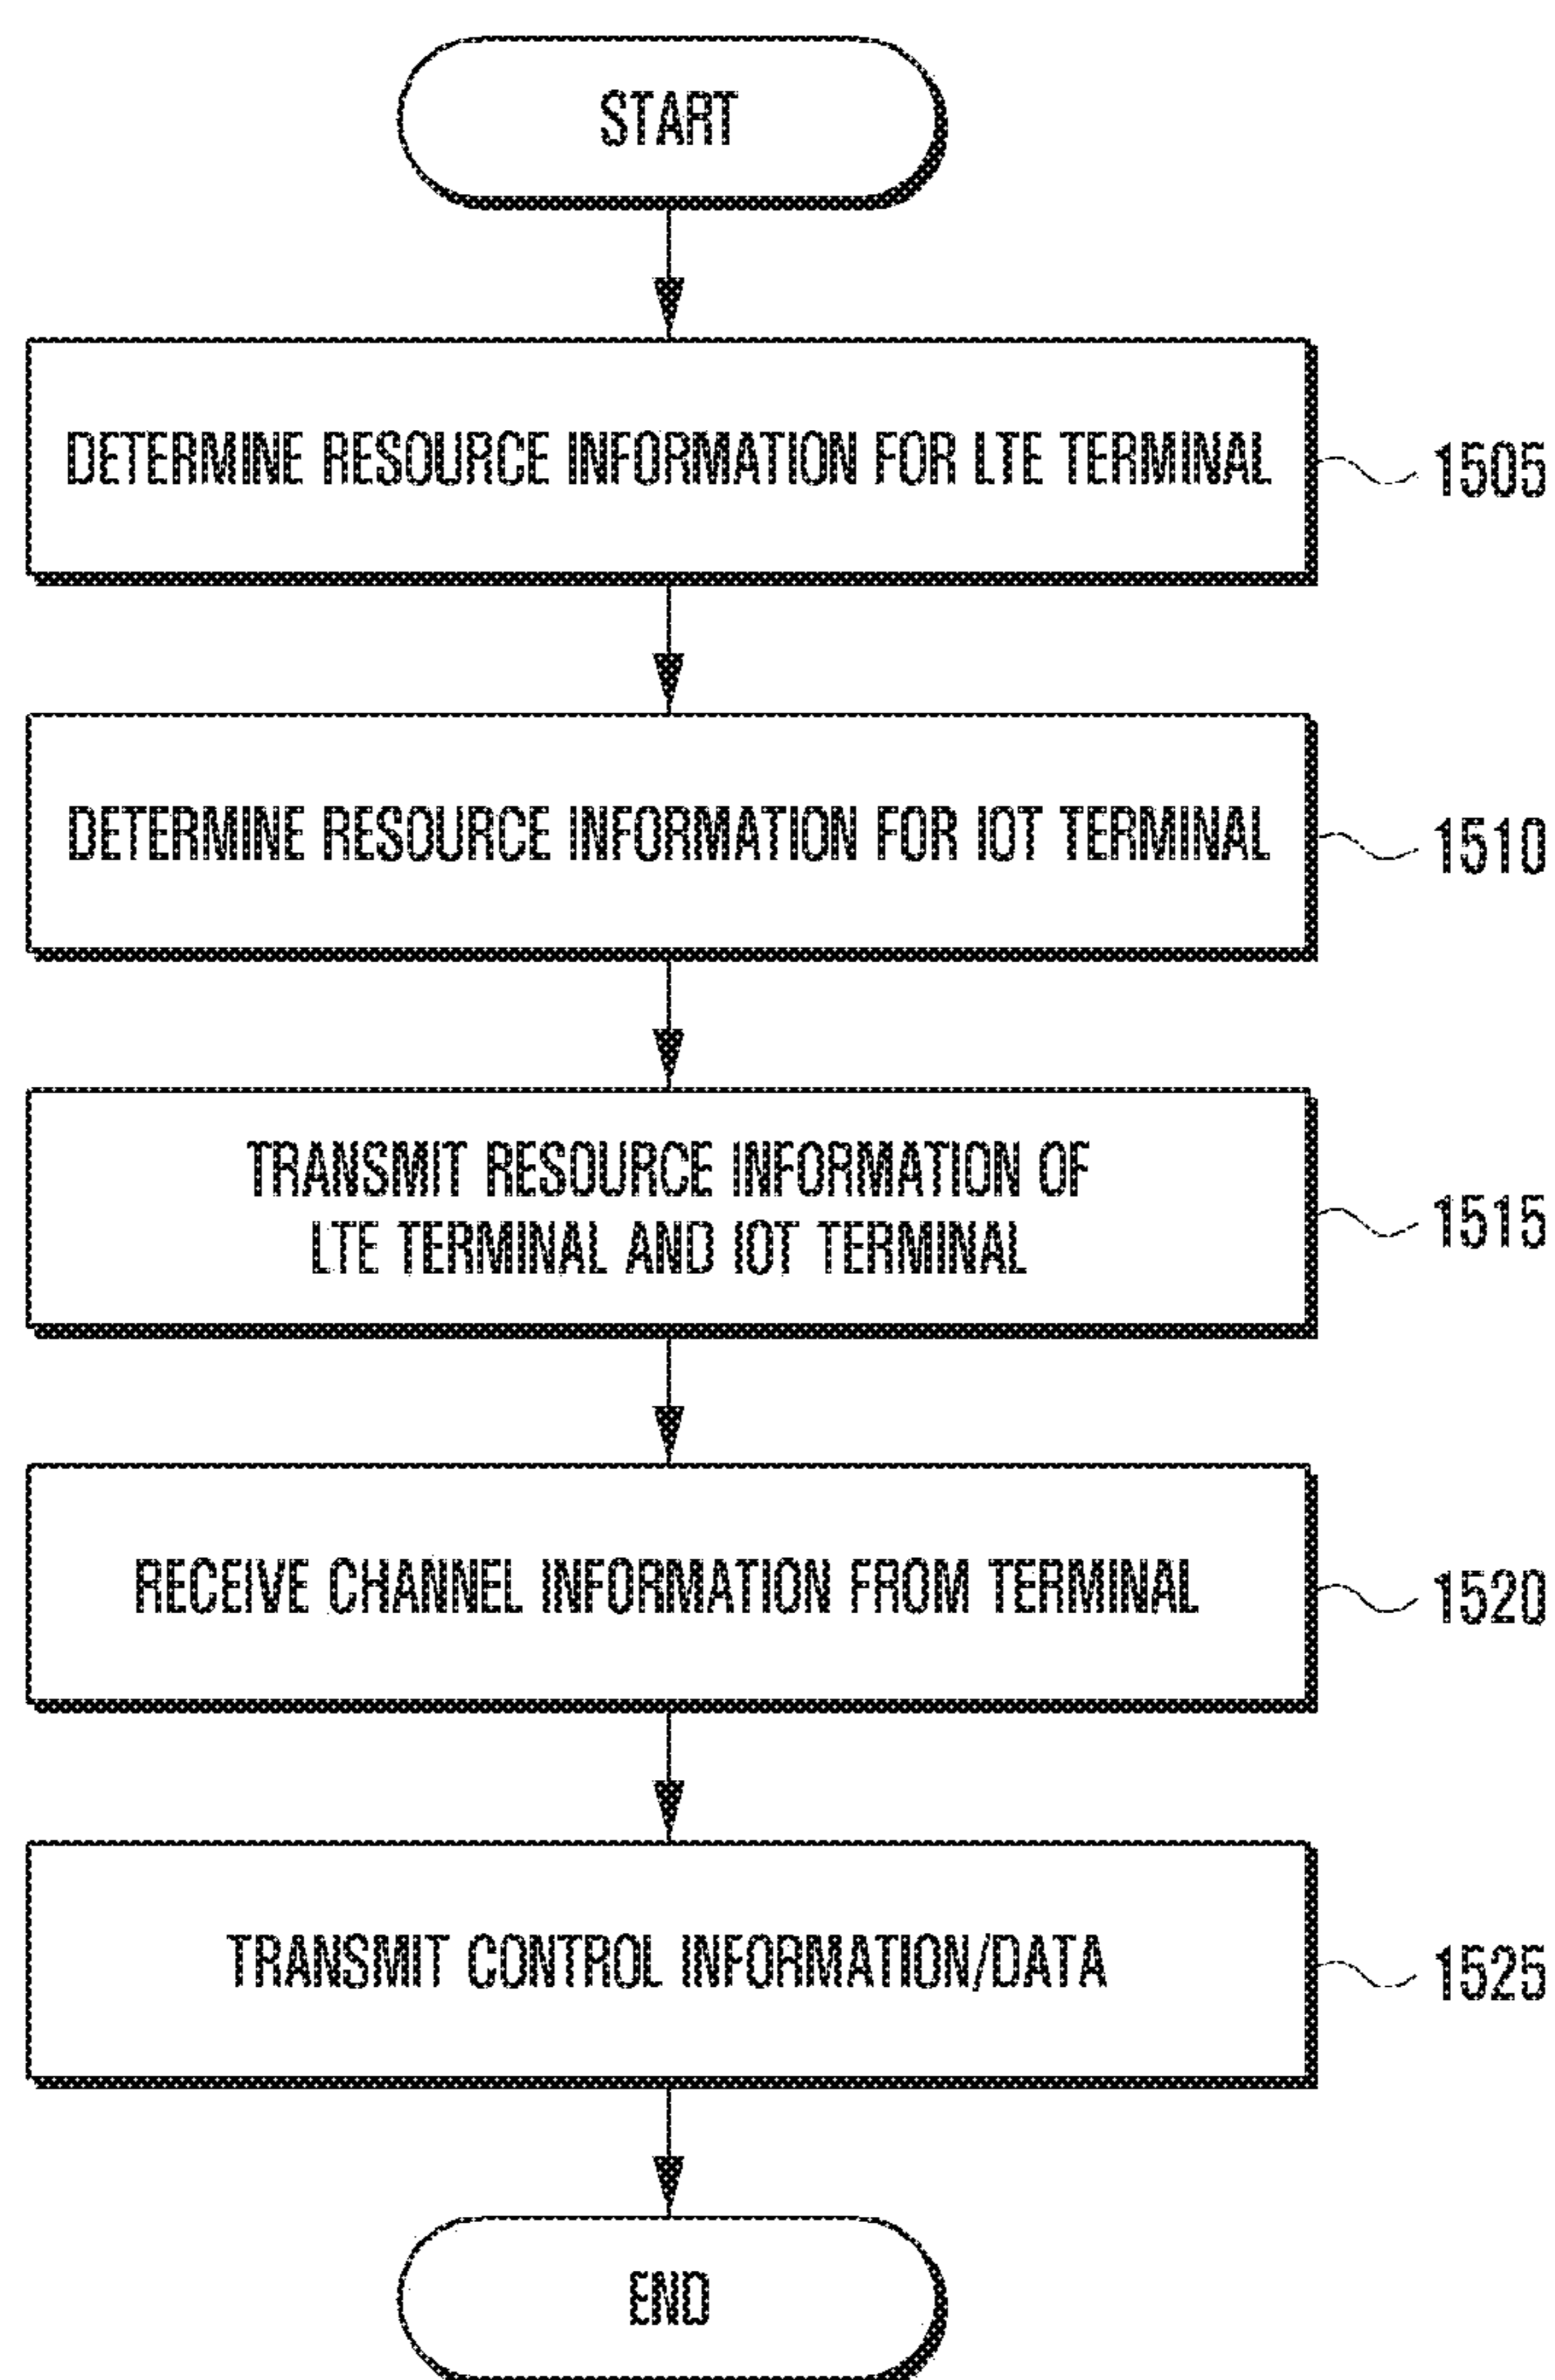 START
DETERMINE RESOURCE INFORMATION FOR LTE TERMINAL
1505
DETERMINE RESOURCE INFORMATION FOR IOT TERMINAL
1510
TRANSMIT RESOURCE INFORMATION OF
LTE TERMINAL AND IOT TERMINAL
1515
RECEIVE CHANNEL INFORMATION FROM TERMINAL
1520
TRANSMIT CONTROL INFORMATION/DATA
1525
END